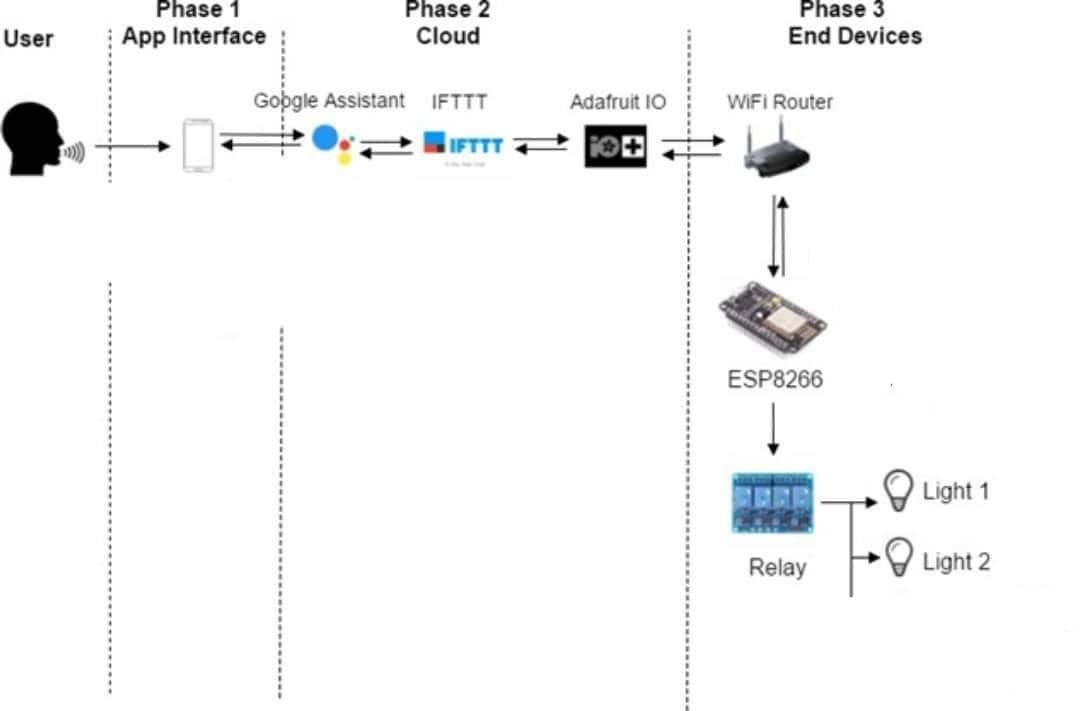 User
Phase 1
App Interface
Phase 2
Cloud
Phase 3
End Devices
Google Assistant
IFTTT
Adafruit IO
WiFi Router
IFTTT
io+
ESP8266
Relay
Light 1
Light 2